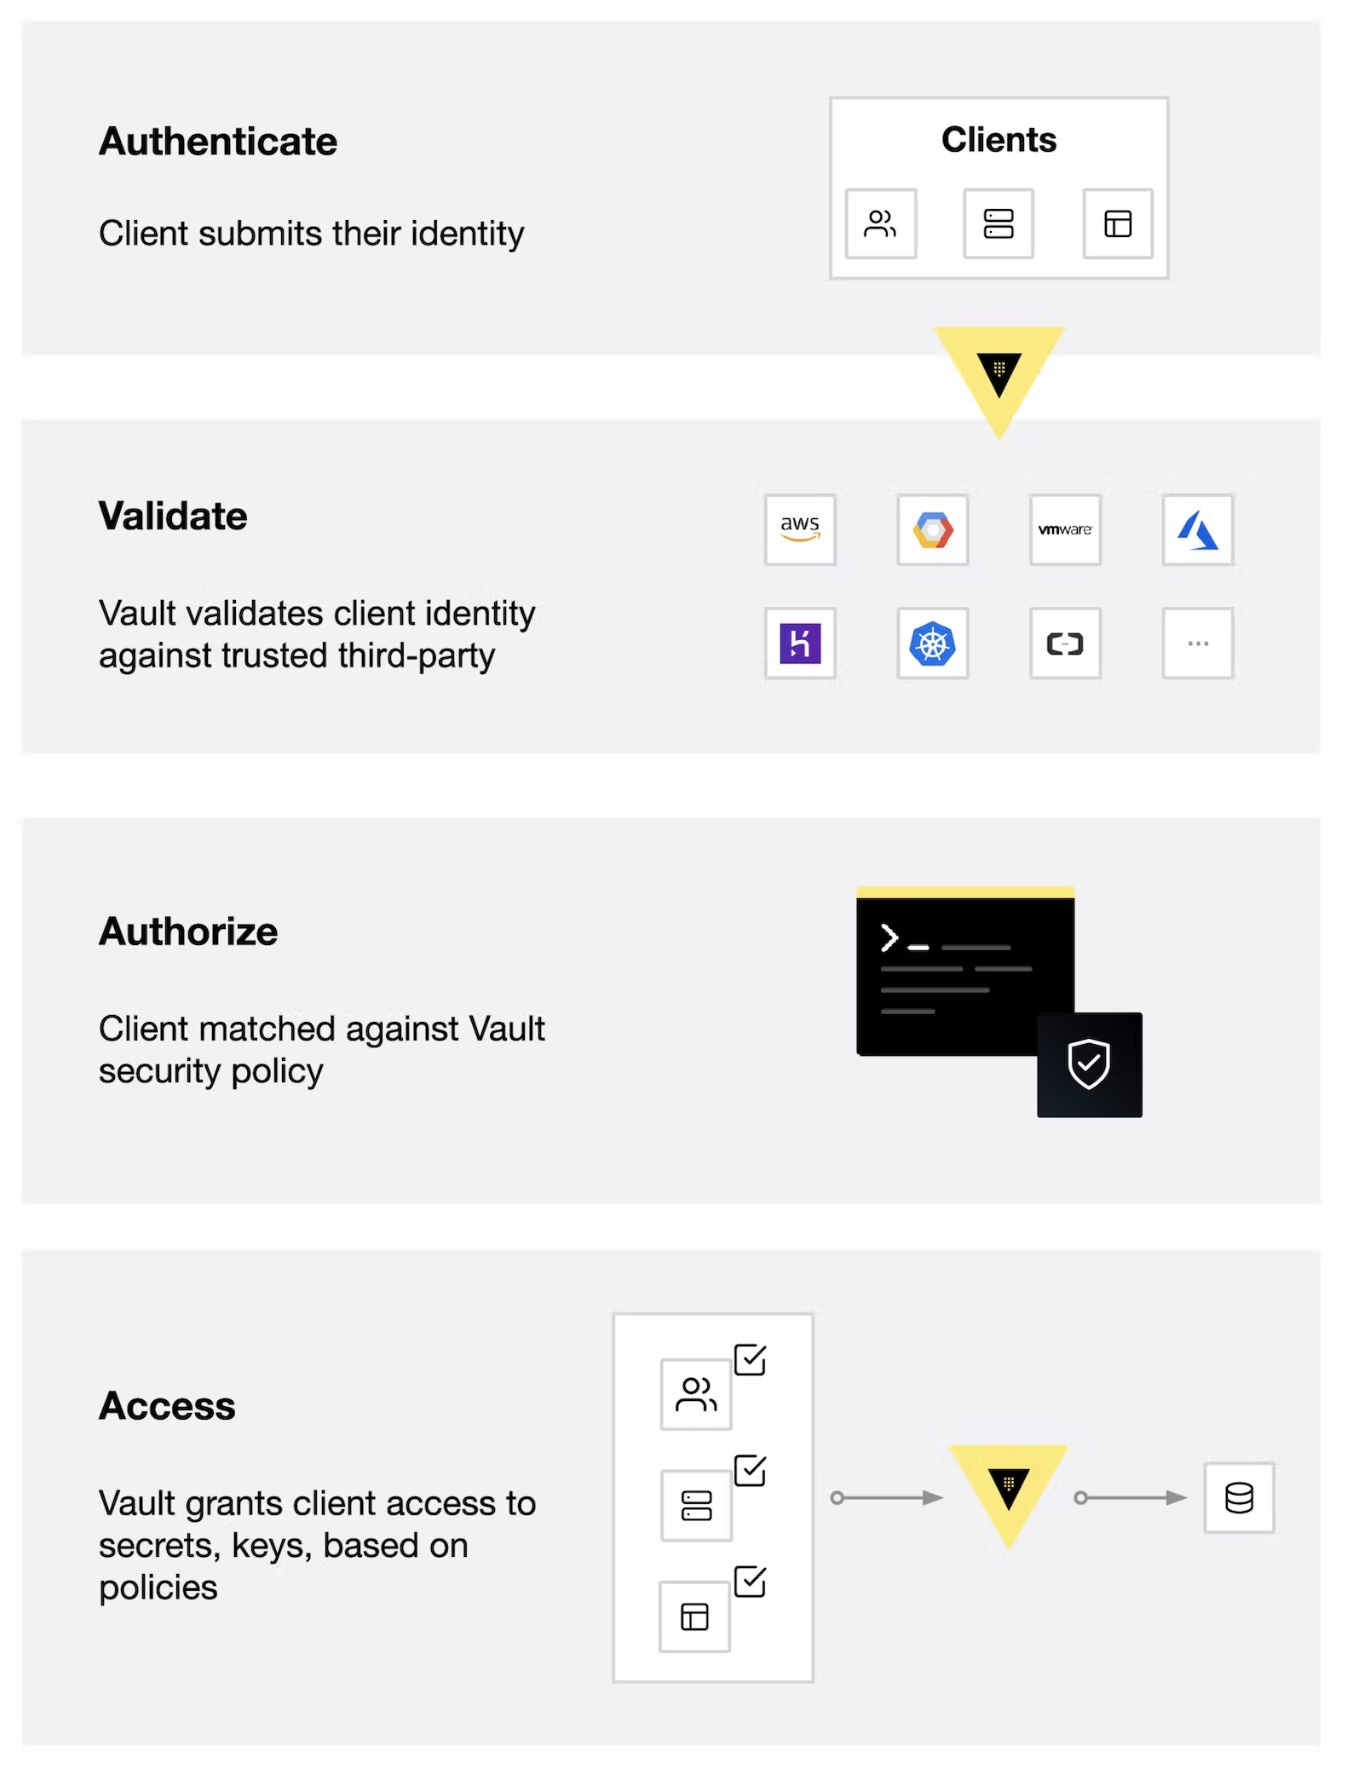 Authenticate
Client submits their identity
Clients
Validate
Vault validates client identity
against trusted third-party
aws
vmware
Authorize
Client matched against Vault
security policy
Access
Vault grants client access to
secrets, keys, based on
policies